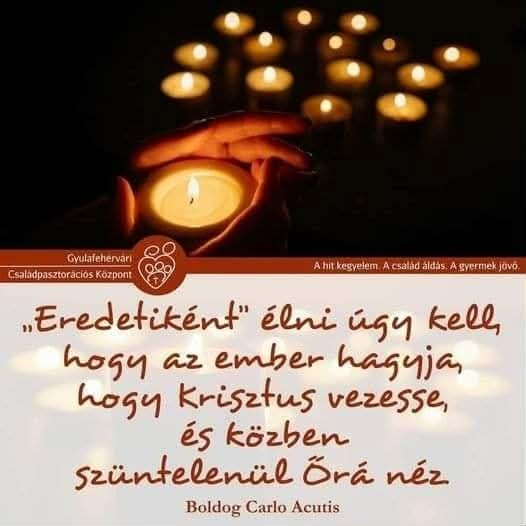 Gyulafehérvári
Családpasztorációs Központ
A hit kegyelem. A család áldás. A gyermek jövő.
„Eredetiként" élni úgy kell,
hogy az ember hagyja,
hogy Krisztus vezesse,
és közben
szüntelenül Őrá néz
Boldog Carlo Acutis